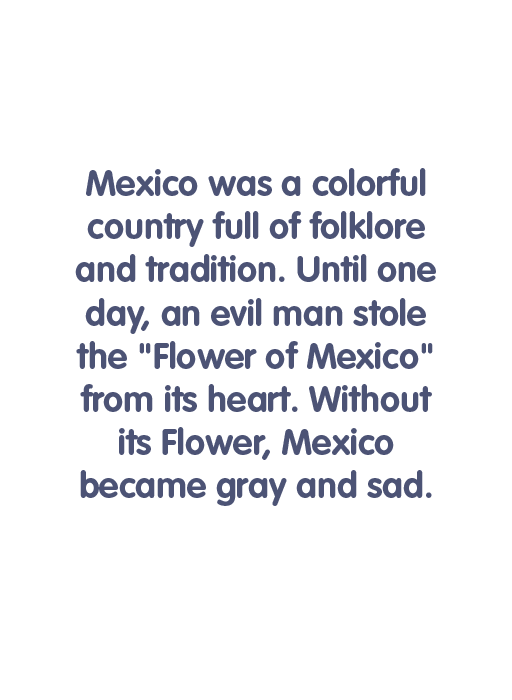 Mexico was a colorful
country full of folklore
and tradition. Until one
day, an evil man stole
the "Flower of Mexico"
from its heart. Without
its Flower, Mexico
became gray and sad.